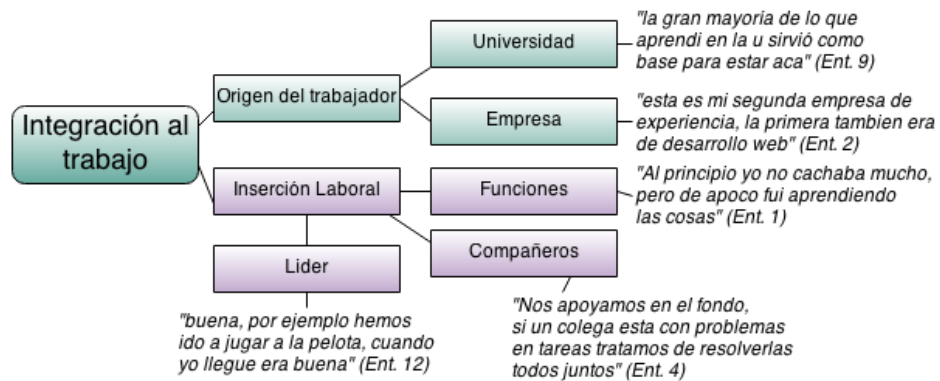 Integración al
trabajo
Origen del trabajador
Universidad
"la gran mayoria de lo que
aprendi en la u sirvió como
base para estar aca" (Ent. 9)
Empresa
"esta es mi segunda empresa de
experiencia, la primera tambien era
de desarrollo web" (Ent. 2)
Inserción Laboral
Funciones
"Al principio yo no cachaba mucho,
pero de apoco fui aprendiendo
las cosas" (Ent. 1)
Compañeros
"Nos apoyamos en el fondo,
si un colega esta con problemas
en tareas tratamos de resolverlas
todos juntos" (Ent. 4)
Lider
"buena, por ejemplo hemos
ido a jugar a la pelota, cuando
yo llegue era buena" (Ent. 12)